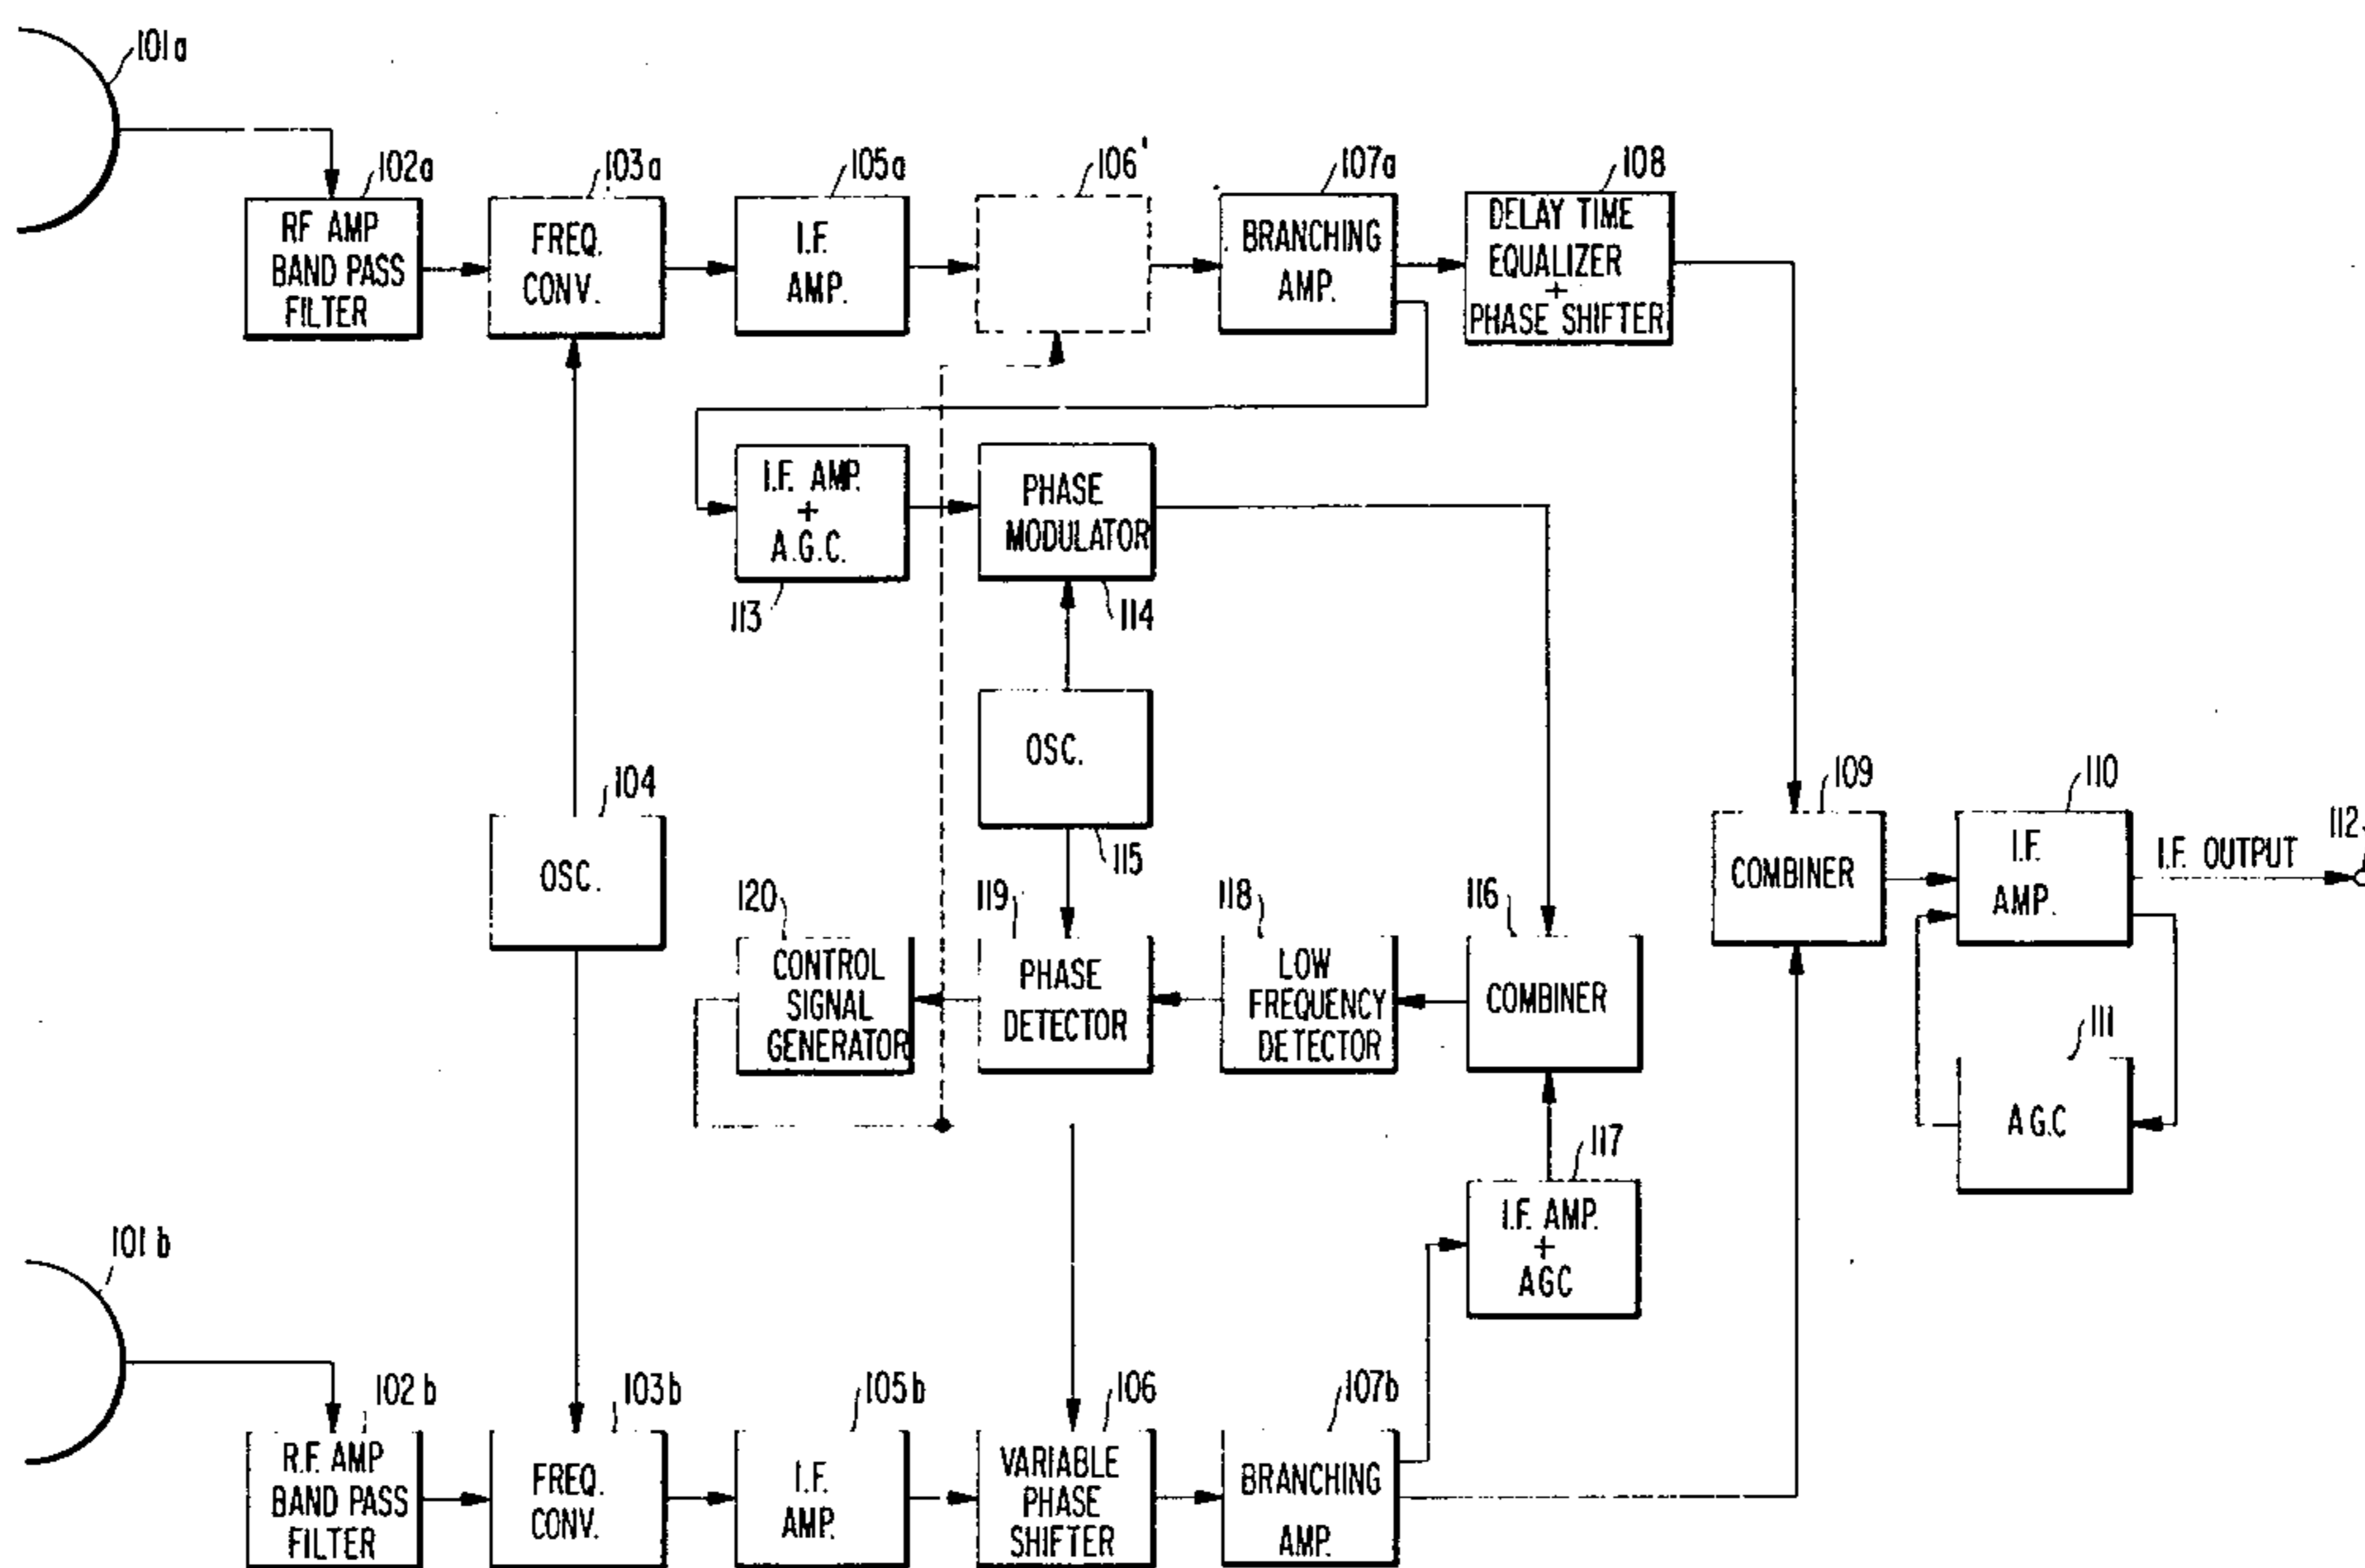 101a
102a
RF AMP
BAND PASS
FILTER
103a
FREQ.
CONV.
105a
I.F.
AMP.
106'
107a
BRANCHING
AMP.
108
DELAY TIME
EQUALIZER
+
PHASE SHIFTER
I.F. AMP.
+
A.G.C.
113
PHASE
MODULATOR
114
OSC.
115
104
OSC.
120
CONTROL
SIGNAL
GENERATOR
119
PHASE
DETECTOR
118
LOW
FREQUENCY
DETECTOR
116
COMBINER
109
COMBINER
110
I.F.
AMP.
I.F. OUTPUT
112
111
A.G.C
117
I.F. AMP.
+
AGC
101b
102b
R.F. AMP
BAND PASS
FILTER
103b
FREQ.
CONV.
105b
I.F.
AMP.
106
VARIABLE
PHASE
SHIFTER
107b
BRANCHING
AMP.